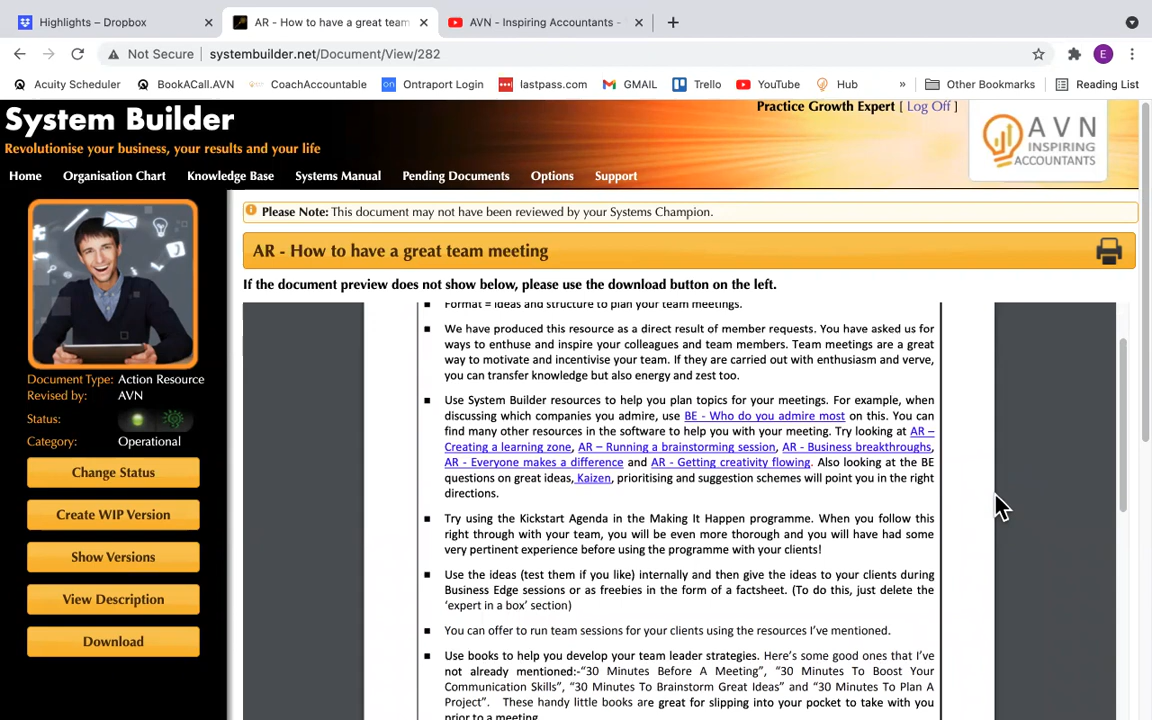 Highlights – Dropbox
AR - How to have a great team
AVN - Inspiring Accountants -
Not Secure systembuilder.net/Document/View/282
E
Acuity Scheduler BookACall.AVN CoachAccountable on Ontraport Login lastpass.com GMAIL Trello YouTube Hub » Other Bookmarks Reading List
System Builder
Revolutionise your business, your results and your life
Practice Growth Expert [ Log Off ]
AVN
INSPIRING
ACCOUNTANTS
Home Organisation Chart Knowledge Base Systems Manual Pending Documents Options Support
Please Note: This document may not have been reviewed by your Systems Champion.
AR - How to have a great team meeting
If the document preview does not show below, please use the download button on the left.
Document Type: Action Resource
Revised by: AVN
Status:
Category: Operational
Change Status
Create WIP Version
Show Versions
View Description
Download
Format = ideas and structure to plan your team meetings.
We have produced this resource as a direct result of member requests. You have asked us for
ways to enthuse and inspire your colleagues and team members. Team meetings are a great
way to motivate and incentivise your team. If they are carried out with enthusiasm and verve,
you can transfer knowledge but also energy and zest too.
Use System Builder resources to help you plan topics for your meetings. For example, when
discussing which companies you admire, use BE - Who do you admire most on this. You can
find many other resources in the software to help you with your meeting. Try looking at AR –
Creating a learning zone, AR – Running a brainstorming session, AR - Business breakthroughs,
AR - Everyone makes a difference and AR - Getting creativity flowing. Also looking at the BE
questions on great ideas, Kaizen, prioritising and suggestion schemes will point you in the right
directions.
Try using the Kickstart Agenda in the Making It Happen programme. When you follow this
right through with your team, you will be even more thorough and you will have had some
very pertinent experience before using the programme with your clients!
Use the ideas (test them if you like) internally and then give the ideas to your clients during
Business Edge sessions or as freebies in the form of a factsheet. (To do this, just delete the
‘expert in a box’ section)
You can offer to run team sessions for your clients using the resources I’ve mentioned.
Use books to help you develop your team leader strategies. Here’s some good ones that I’ve
not already mentioned:-“30 Minutes Before A Meeting”, “30 Minutes To Boost Your
Communication Skills”, “30 Minutes To Brainstorm Great Ideas” and “30 Minutes To Plan A
Project”. These handy little books are great for slipping into your pocket to take with you
prior to a meeting.